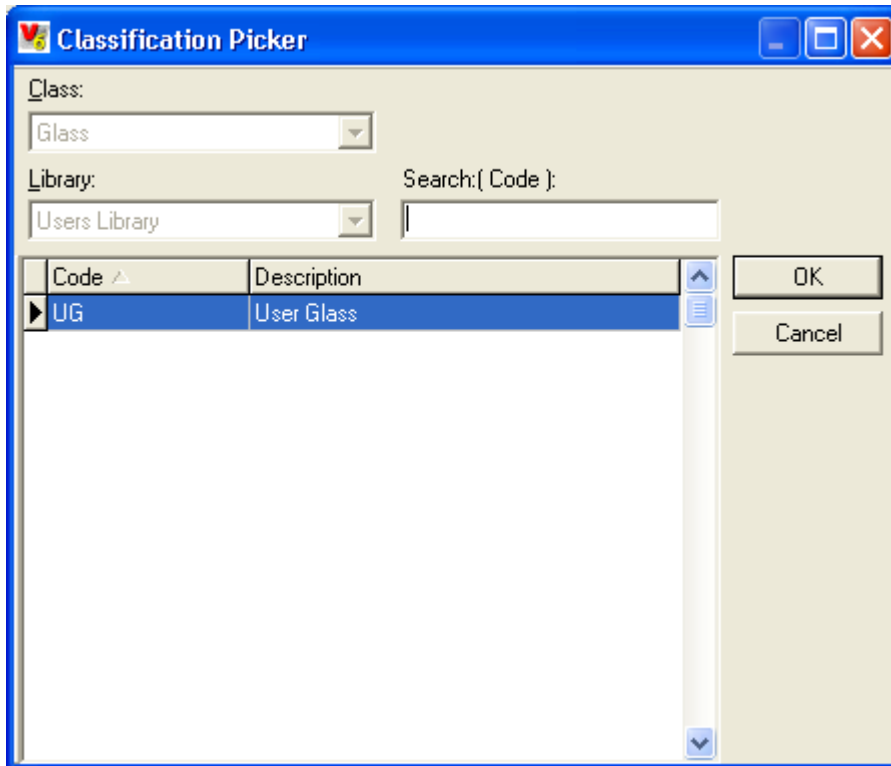 Classification Picker
Class:
Glass
Library:
Search:( Code ):
Users Library
Code
Description
UG
User Glass
OK
Cancel